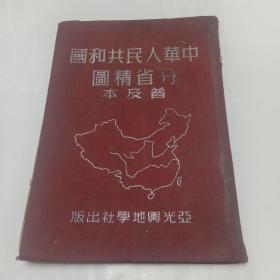 中華人民共和國
分省精圖
普及本
亞光輿地學社出版